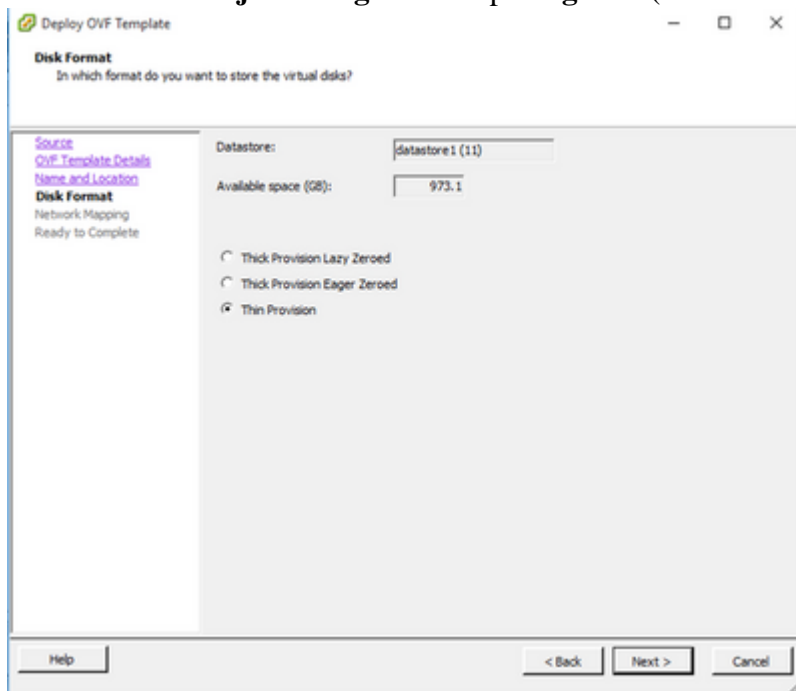 Deploy OVF Template
Disk Format
In which format do you want to store the virtual disks?
Source
OVF Template Details
Name and Location
Disk Format
Network Mapping
Ready to Complete
Datastore:
datastore1 (11)
Available space (GB):
973.1
Thick Provision Lazy Zeroed
Thick Provision Eager Zeroed
Thin Provision
Help
< Back
Next >
Cancel